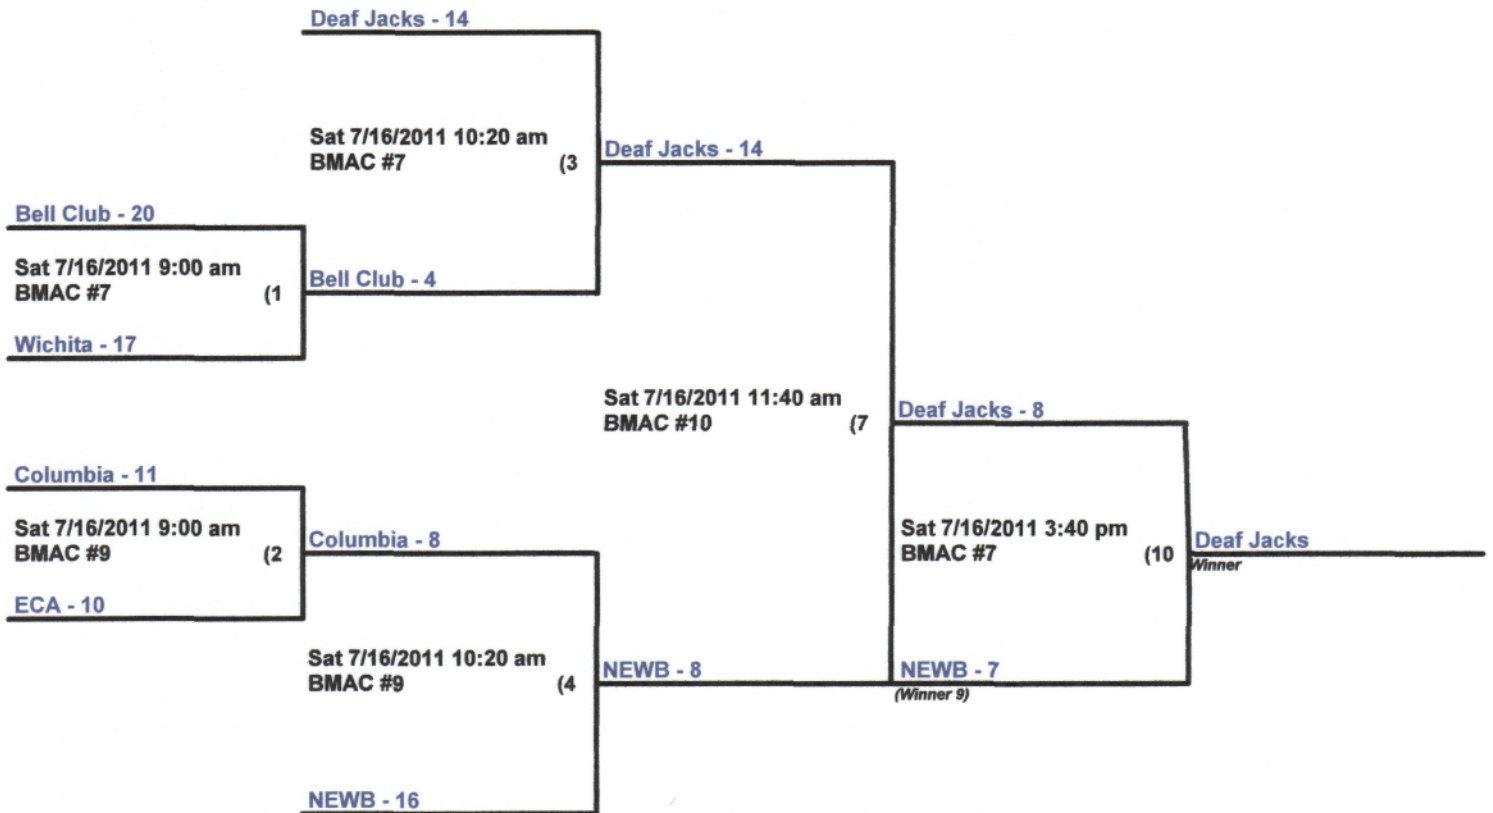 Deaf Jacks - 14
Sat 7/16/2011 10:20 am
BMAC #7 (3
Deaf Jacks - 14
Bell Club - 20
Sat 7/16/2011 9:00 am
BMAC #7 (1
Bell Club - 4
Wichita - 17
Sat 7/16/2011 11:40 am
BMAC #10 (7
Deaf Jacks - 8
Columbia - 11
Sat 7/16/2011 9:00 am
BMAC #9 (2
Columbia - 8
Sat 7/16/2011 3:40 pm
BMAC #7 (10
Deaf Jacks
Winner
ECA - 10
Sat 7/16/2011 10:20 am
BMAC #9 (4
NEWB - 8
NEWB - 7
(Winner 9)
NEWB - 16